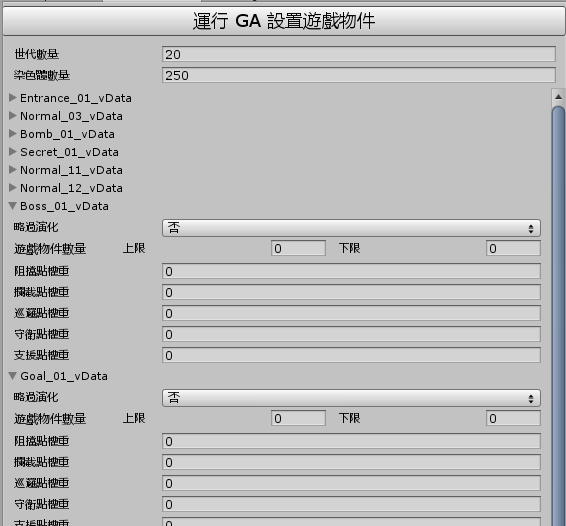 運行 GA 設置遊戲物件
世代數量 20
染色體數量 250
Entrance_01_vData
Normal_03_vData
Bomb_01_vData
Secret_01_vData
Normal_11_vData
Normal_12_vData
Boss_01_vData
略過演化 否
遊戲物件數量 上限 0 下限 0
阻擋點權重 0
攔截點權重 0
巡邏點權重 0
守衛點權重 0
支援點權重 0
Goal_01_vData
略過演化 否
遊戲物件數量 上限 0 下限 0
阻擋點權重 0
攔截點權重 0
巡邏點權重 0
守衛點權重 0
支援點權重 0